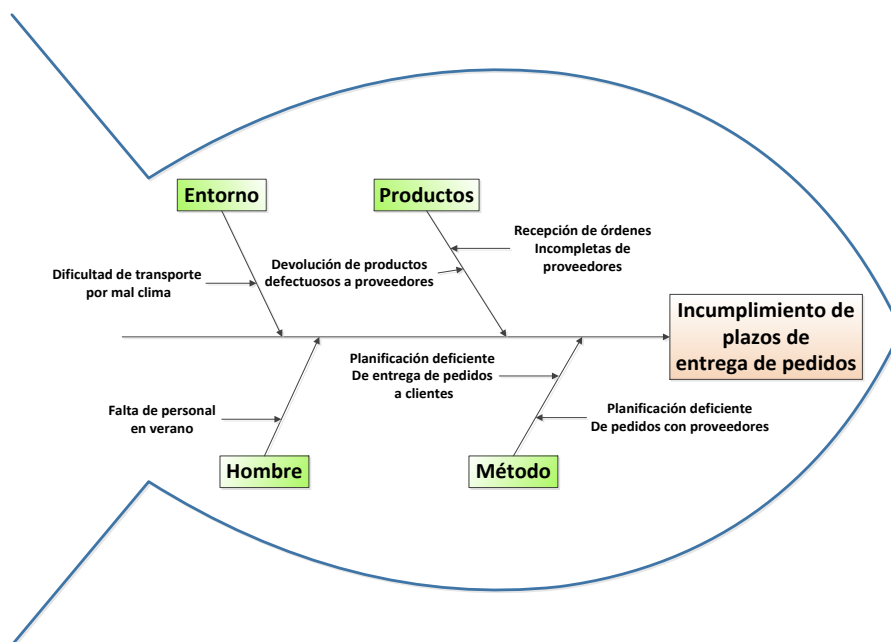 Entorno
Productos
Recepción de órdenes
Incompletas de
proveedores
Devolución de productos
defectuosos a proveedores
Dificultad de transporte
por mal clima
Incumplimiento de
plazos de
entrega de pedidos
Planificación deficiente
De entrega de pedidos
a clientes
Falta de personal
en verano
Planificación deficiente
De pedidos con proveedores
Hombre
Método